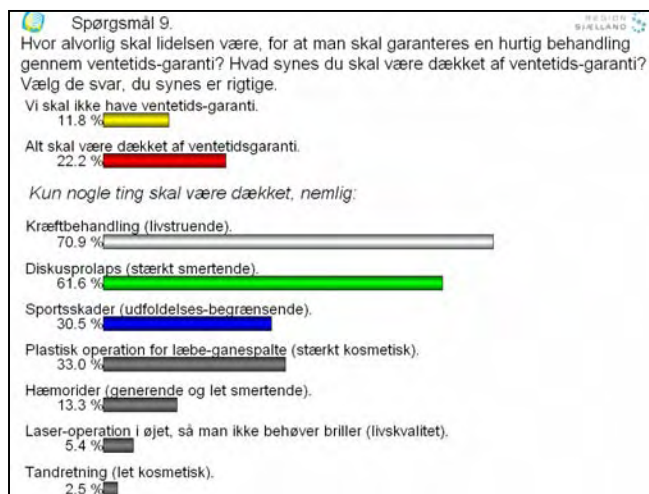 Spørgsmål 9.
REGION
SJÆLLAND
Hvor alvorlig skal lidelsen være, for at man skal garanteres en hurtig behandling
gennem ventetids-garanti? Hvad synes du skal være dækket af ventetids-garanti?
Vælg de svar, du synes er rigtige.
Vi skal ikke have ventetids-garanti.
11.8 %
Alt skal være dækket af ventetidsgaranti.
22.2 %
Kun nogle ting skal være dækket, nemlig:
Kræftbehandling (livstruende).
70.9 %
Diskusprolaps (stærkt smertende).
61.6 %
Sportsskader (udfoldelses-begrænsende).
30.5 %
Plastisk operation for læbe-ganespalte (stærkt kosmetisk).
33.0 %
Hæmorider (generende og let smertende).
13.3 %
Laser-operation i øjet, så man ikke behøver briller (livskvalitet).
5.4 %
Tandretning (let kosmetisk).
2.5 %